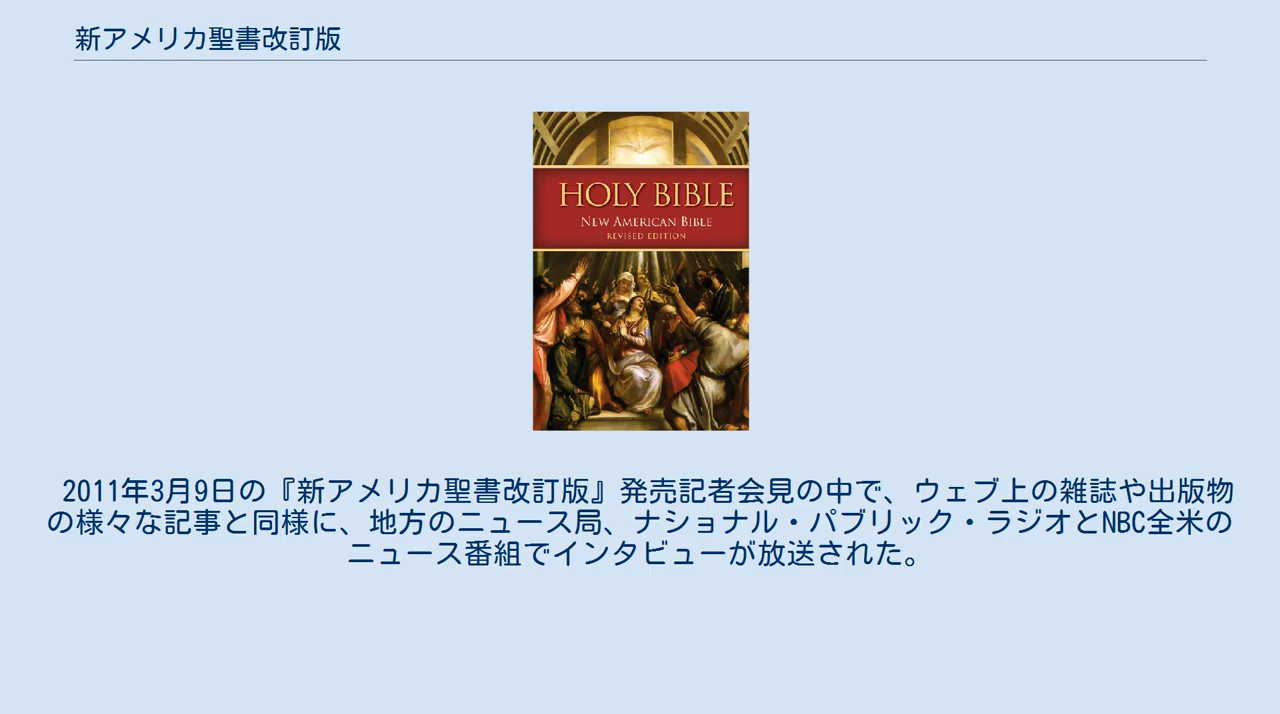 新アメリカ聖書改訂版
HOLY BIBLE
NEW AMERICAN BIBLE
REVISED EDITION
2011年3月9日の『新アメリカ聖書改訂版』発売記者会見の中で、ウェブ上の雑誌や出版物
の様々な記事と同様に、地方のニュース局、ナショナル・パブリック・ラジオとNBC全米の
ニュース番組でインタビューが放送された。